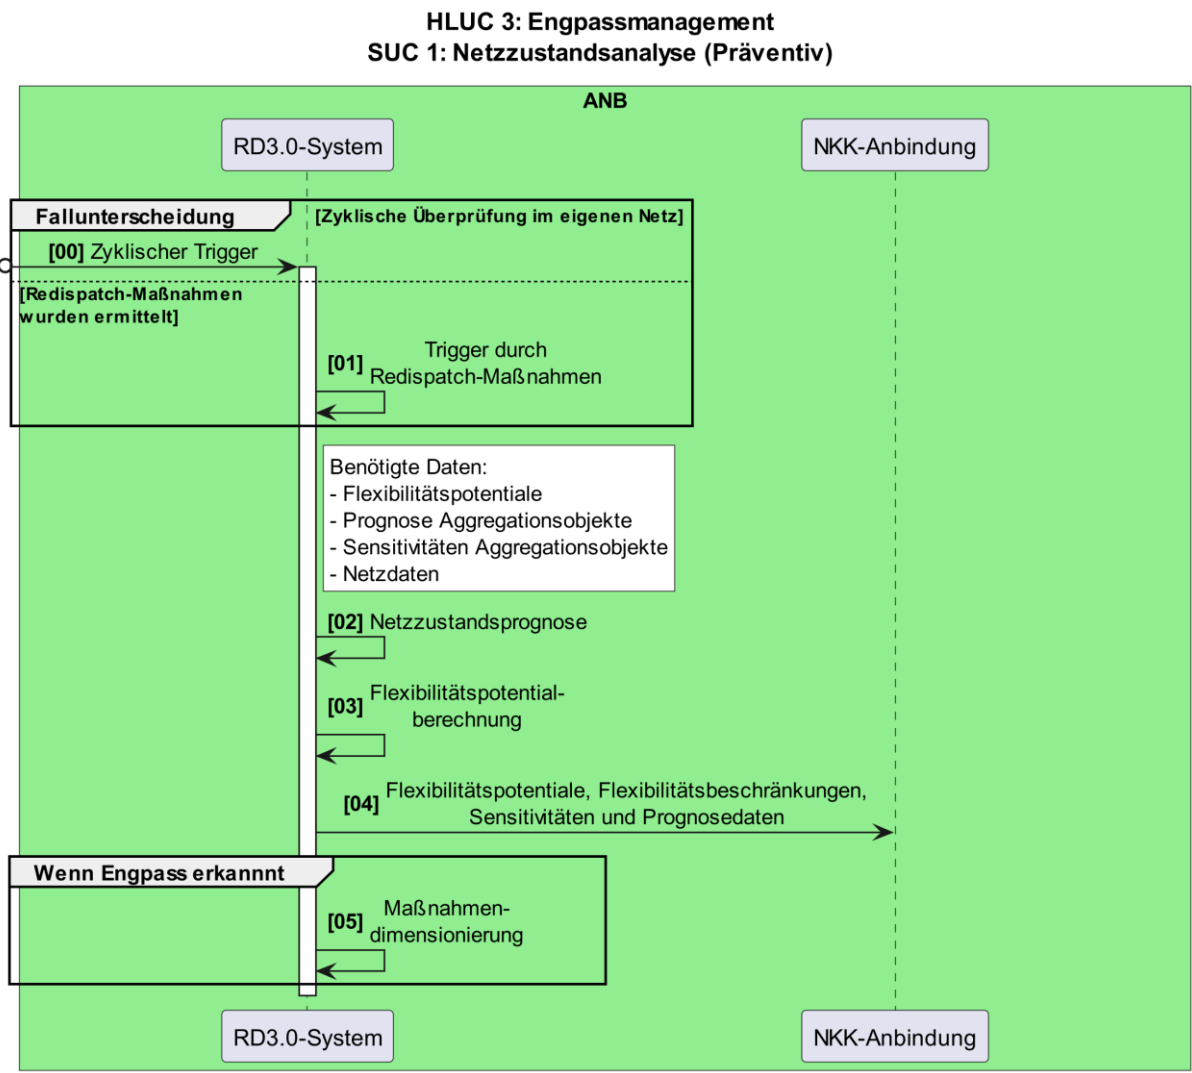 HLUC 3: Engpassmanagement
SUC 1: Netzzustandsanalyse (Präventiv)
ANB
RD3.0-System
NKK-Anbindung
Fallunterscheidung
[Zyklische Überprüfung im eigenen Netz]
[00] Zyklischer Trigger
[Redispatch-Maßnahmen
wurden ermittelt]
[01] Trigger durch
Redispatch-Maßnahmen
Benötigte Daten:
- Flexibilitätspotentiale
- Prognose Aggregationsobjekte
- Sensitivitäten Aggregationsobjekte
- Netzdaten
[02] Netzzustandsprognose
[03] Flexibilitätspotential-
berechnung
[04] Flexibilitätspotentiale, Flexibilitätsbeschränkungen,
Sensitivitäten und Prognosedaten
Wenn Engpass erkannnt
[05] Maßnahmen-
dimensionierung
RD3.0-System
NKK-Anbindung